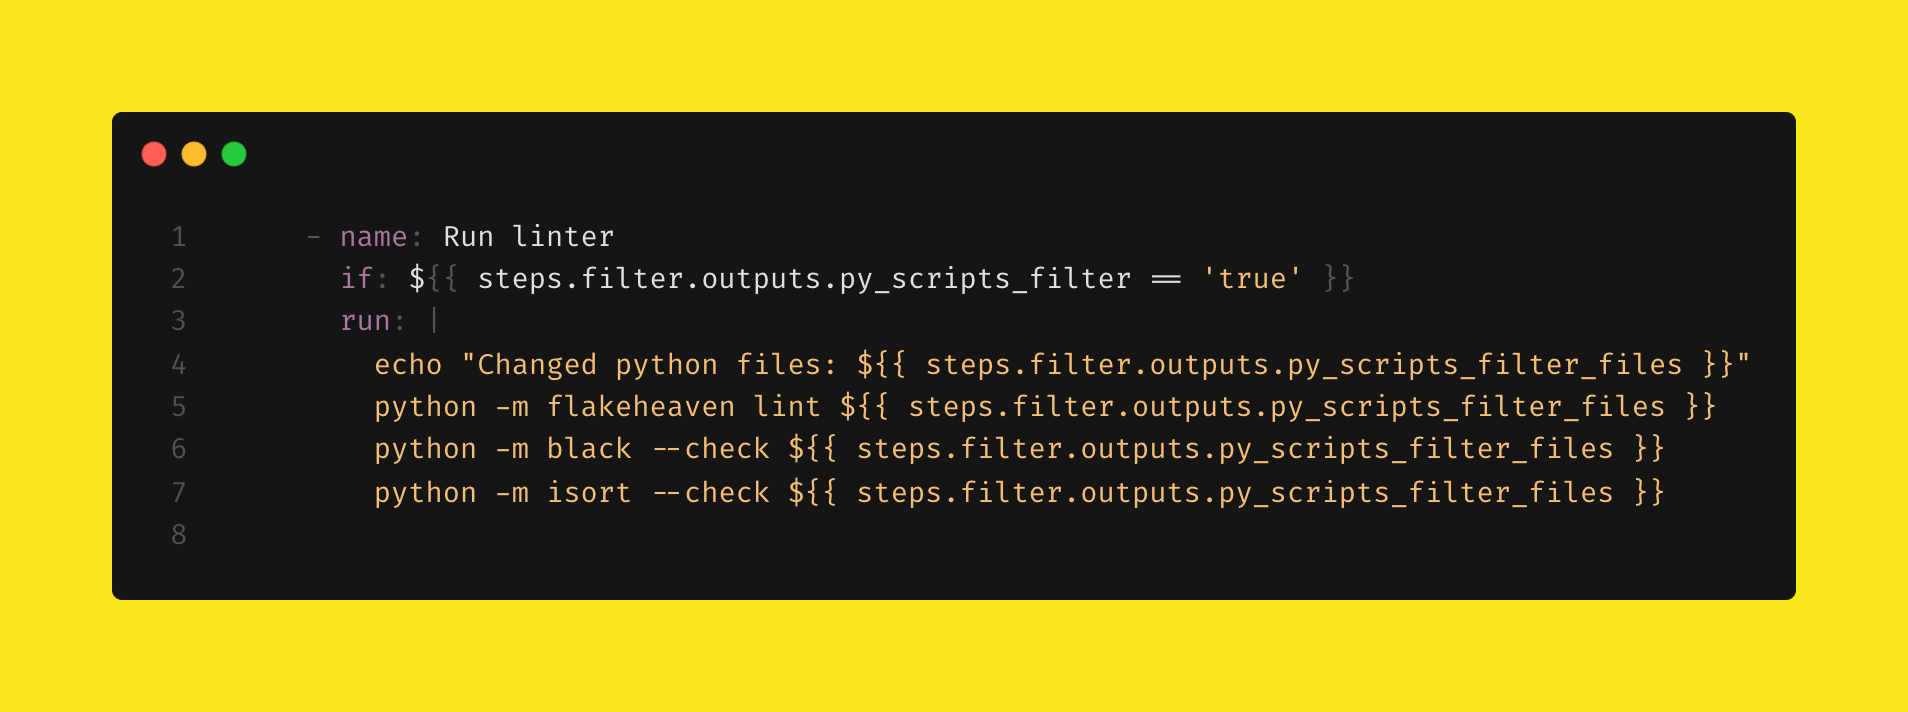 1 - name: Run linter
2 if: ${{ steps.filter.outputs.py_scripts_filter == 'true' }}
3 run: |
4 echo "Changed python files: ${{ steps.filter.outputs.py_scripts_filter_files }}"
5 python -m flakeheaven lint ${{ steps.filter.outputs.py_scripts_filter_files }}
6 python -m black --check ${{ steps.filter.outputs.py_scripts_filter_files }}
7 python -m isort --check ${{ steps.filter.outputs.py_scripts_filter_files }}
8